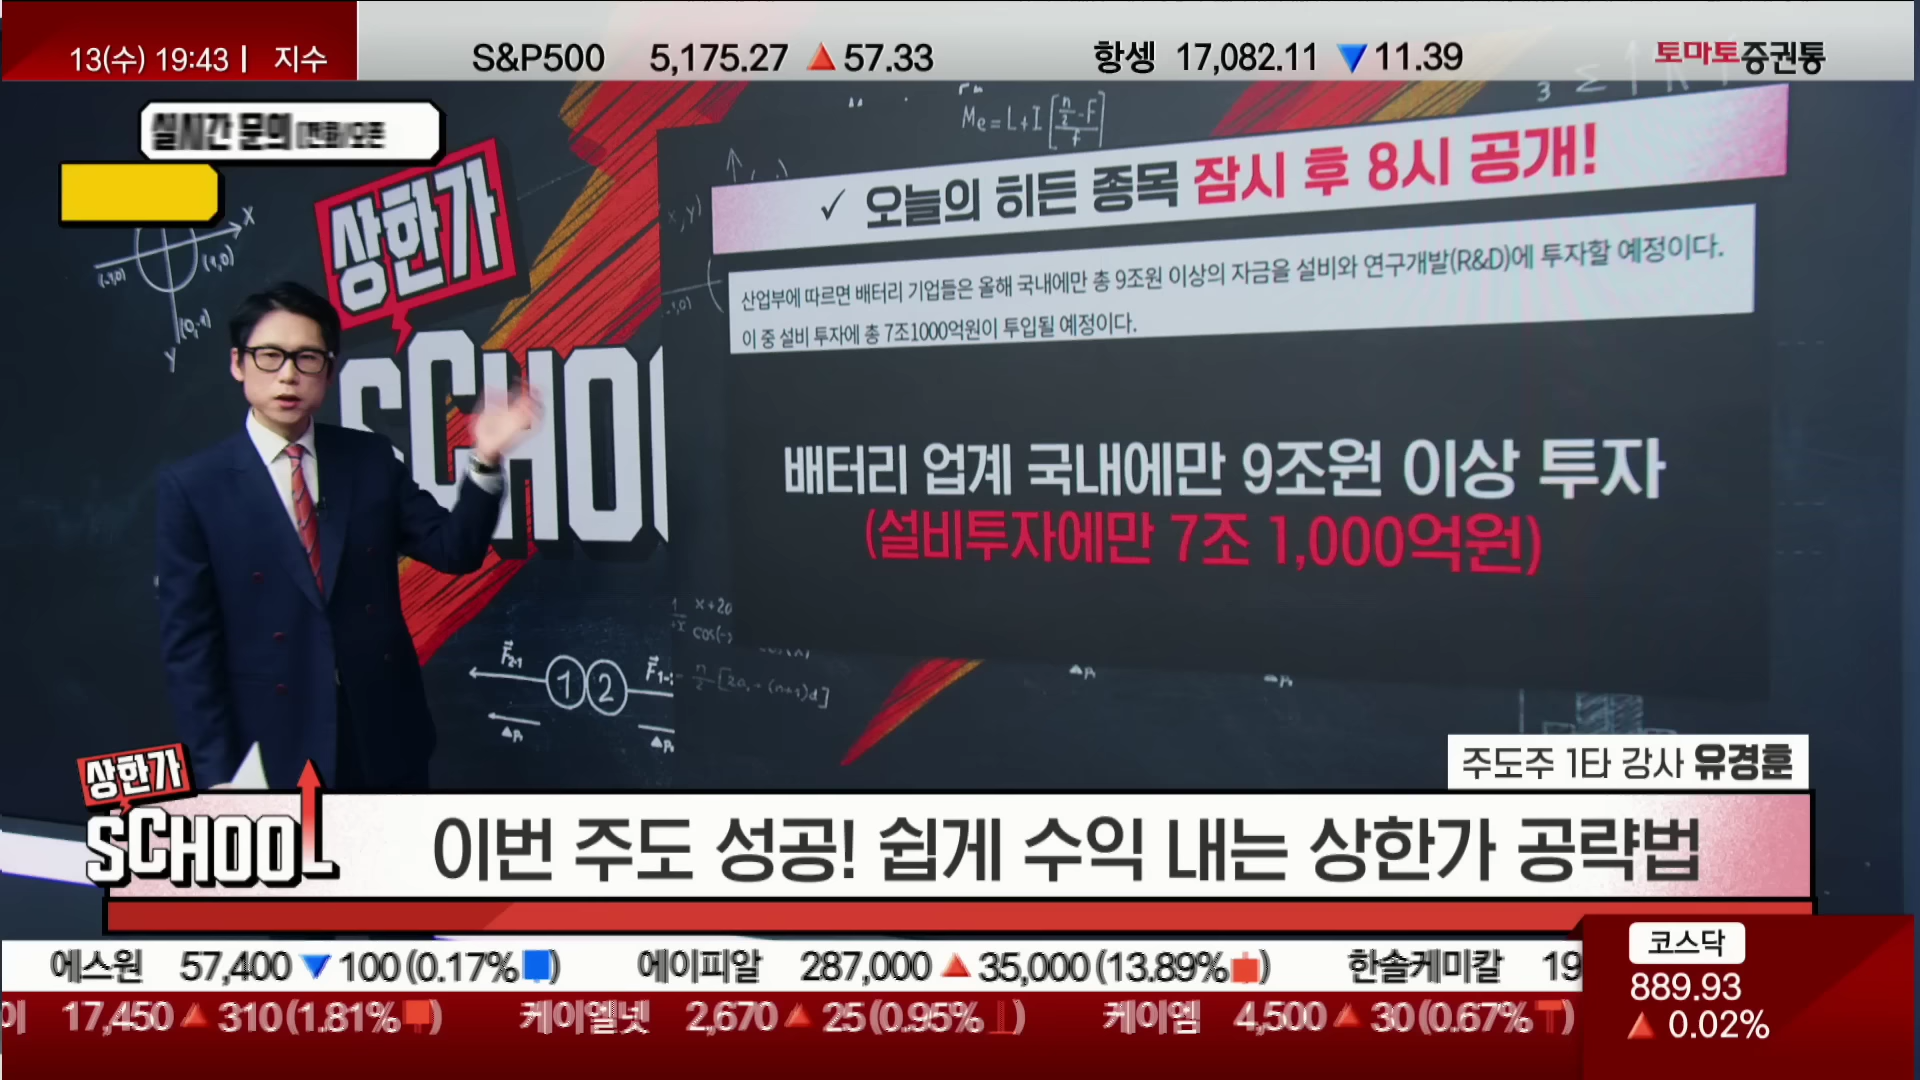 13(수) 19:43 | 지수
S&P500 5,175.27 ▲57.33 항셍 17,082.11 ▼11.39
토마토증권통
실시간 문의
상한가
SCHOOL
✓ 오늘의 히든 종목 잠시 후 8시 공개!
산업부에 따르면 배터리 기업들은 올해 국내에만 총 9조원 이상의 자금을 설비와 연구개발(R&D)에 투자할 예정이다.
이 중 설비 투자에 총 7조1000억원이 투입될 예정이다.
배터리 업계 국내에만 9조원 이상 투자
(설비투자에만 7조 1,000억원)
주도주 1타 강사 유경훈
상한가
SCHOOL
이번 주도 성공! 쉽게 수익 내는 상한가 공략법
에스원 57,400 ▼100 (0.17%) 에이피알 287,000 ▲35,000 (13.89%) 한솔케미칼 19
이 17,450 ▲310 (1.81%) 케이엘넷 2,670 ▲25 (0.95%) 케이엠 4,500 ▲30 (0.67%)
코스닥
889.93
▲ 0.02%